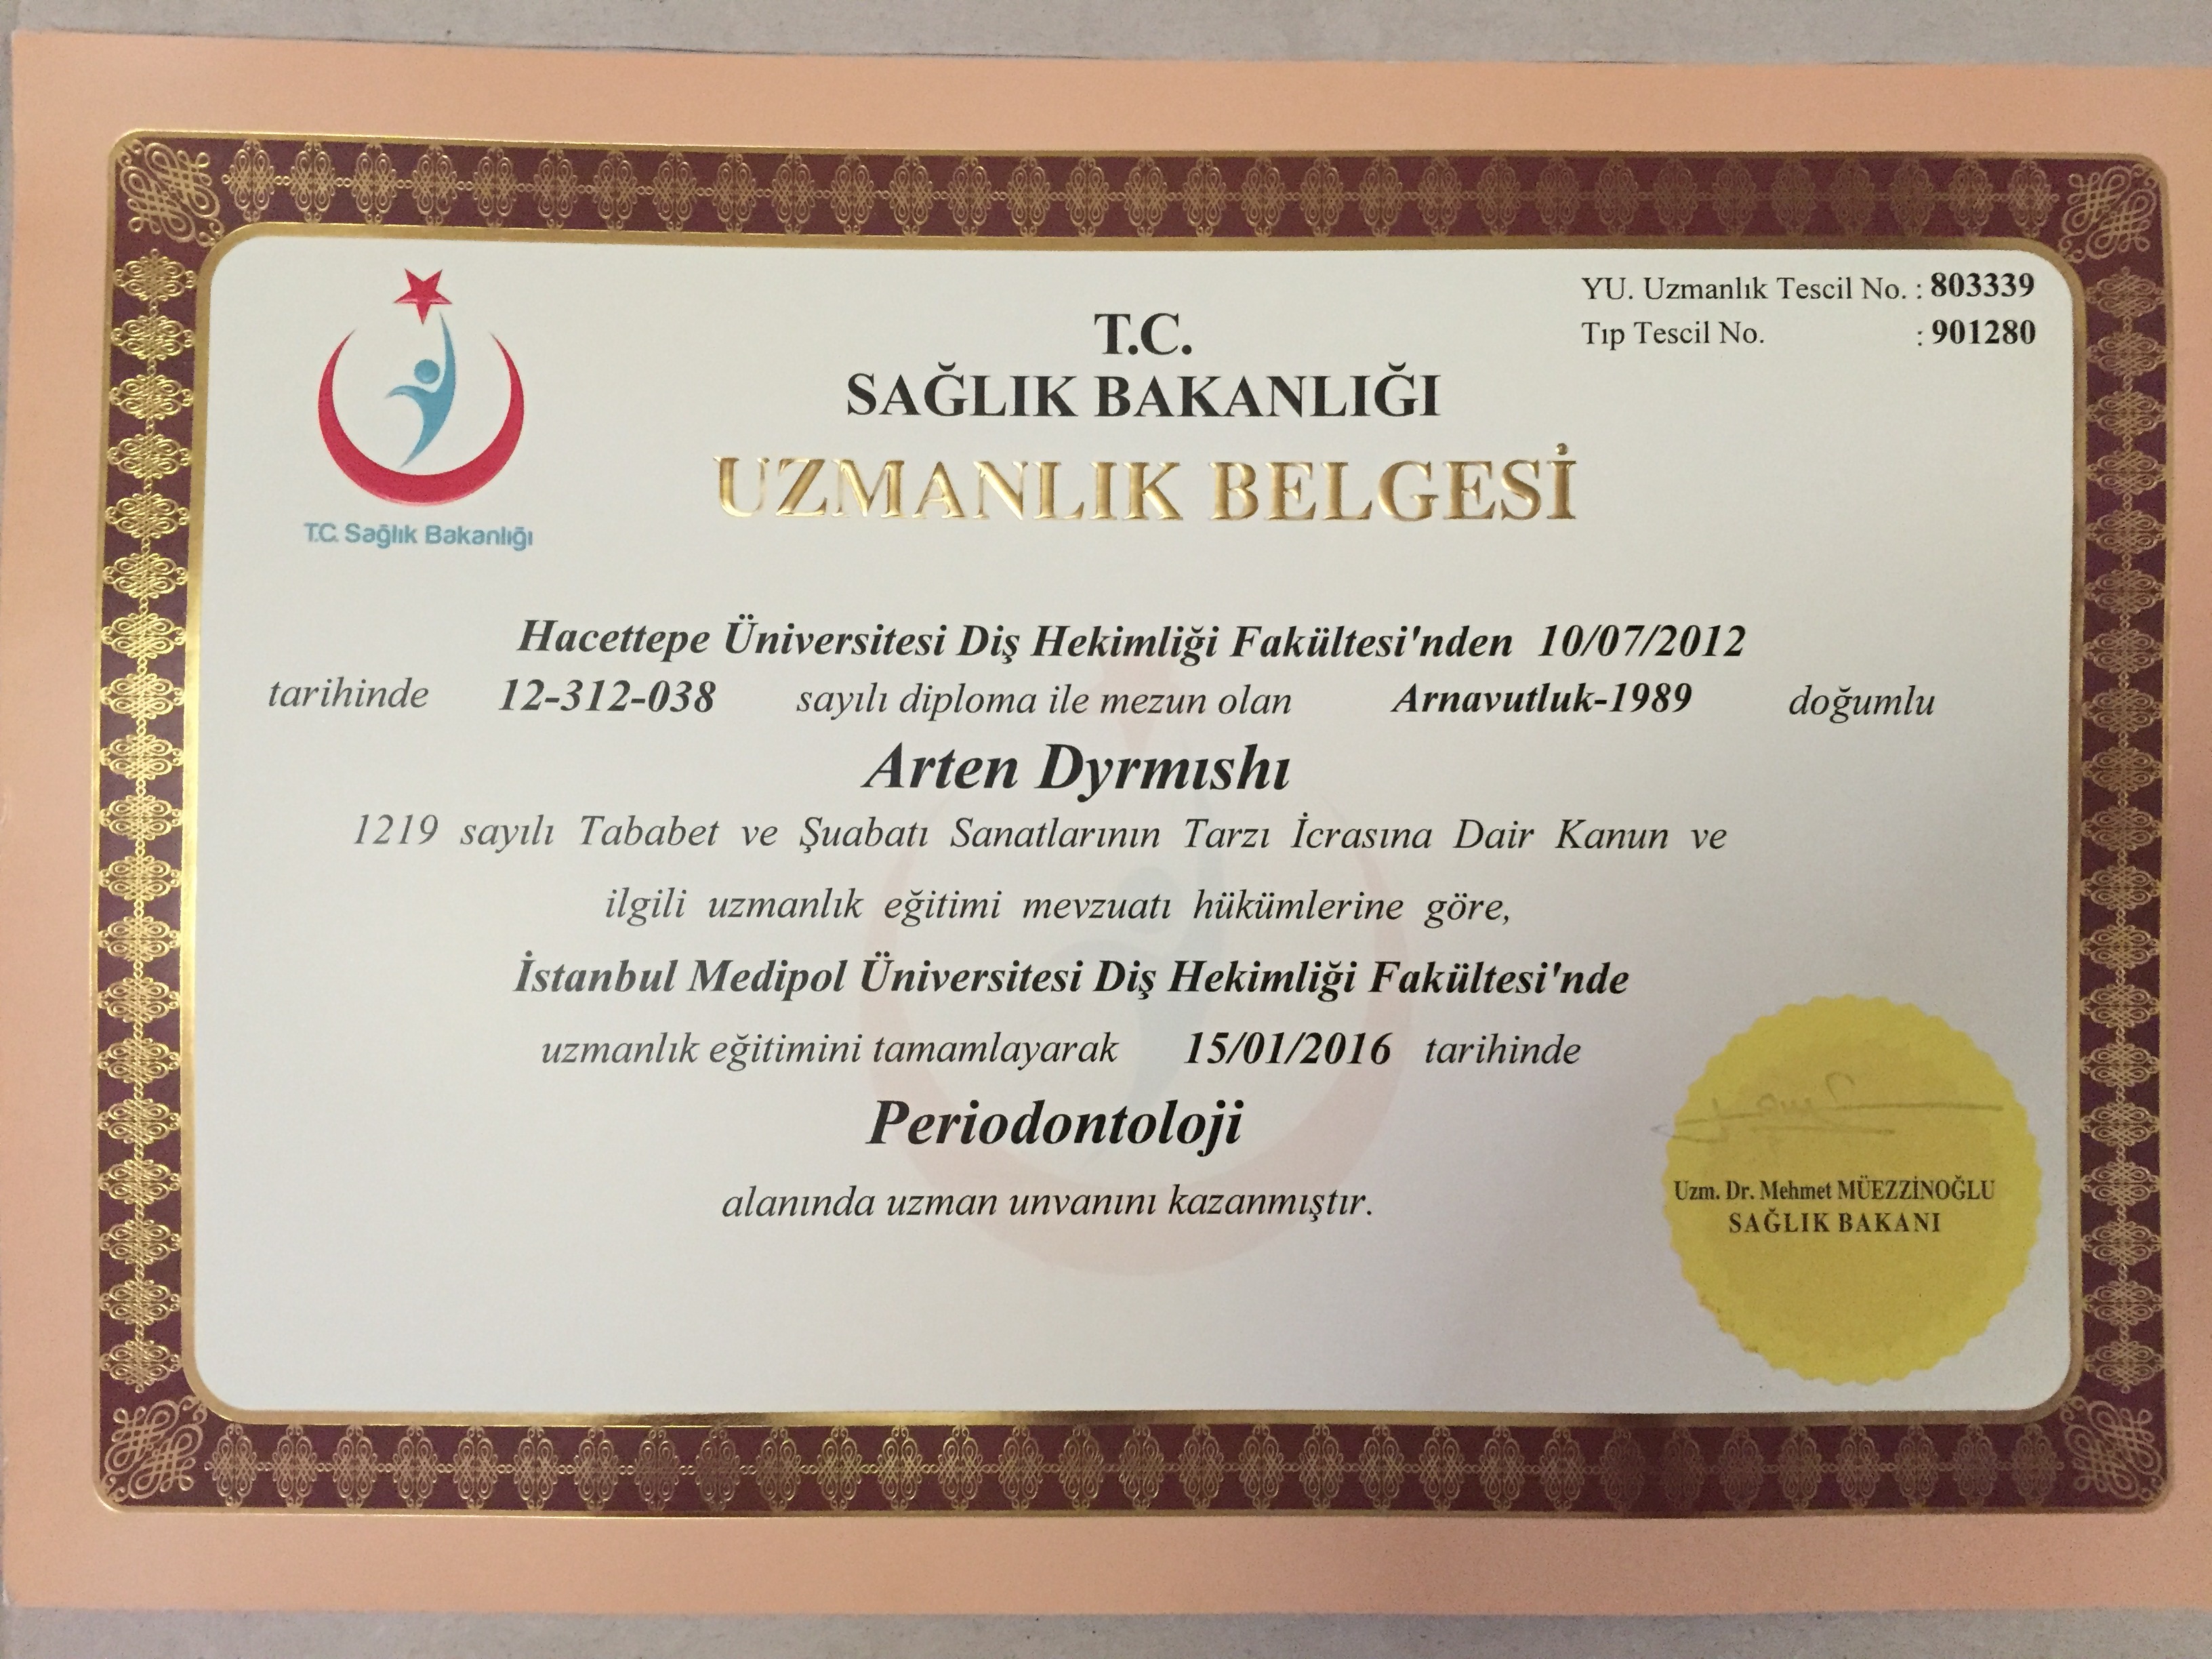 YU. Uzmanlık Tescil No. : 803339
Tıp Tescil No. : 901280
T.C.
SAĞLIK BAKANLIĞI
UZMANLIK BELGESİ
T.C. Sağlık Bakanlığı
Hacettepe Üniversitesi Diş Hekimliği Fakültesi'nden 10/07/2012
tarihinde 12-312-038 sayılı diploma ile mezun olan Arnavutluk-1989 doğumlu
Arten Dyrmıshı
1219 sayılı Tababet ve Şuabatı Sanatlarının Tarzı İcrasına Dair Kanun ve
ilgili uzmanlık eğitimi mevzuatı hükümlerine göre,
İstanbul Medipol Üniversitesi Diş Hekimliği Fakültesi'nde
uzmanlık eğitimini tamamlayarak 15/01/2016 tarihinde
Periodontoloji
alanında uzman unvanını kazanmıştır.
Uzm. Dr. Mehmet MÜEZZİNOĞLU
SAĞLIK BAKANI